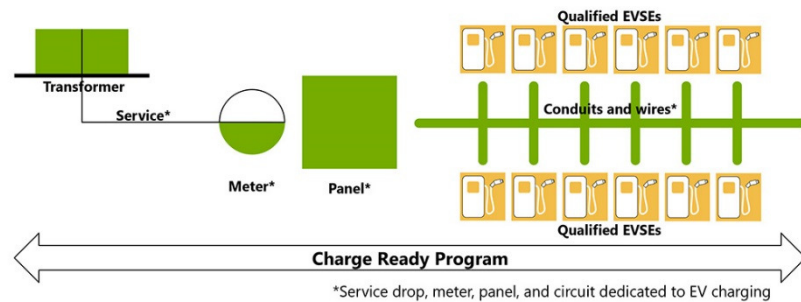 Qualified EVSEs
Transformer
Service*
Conduits and wires*
Meter*
Panel*
Qualified EVSEs
Charge Ready Program
*Service drop, meter, panel, and circuit dedicated to EV charging